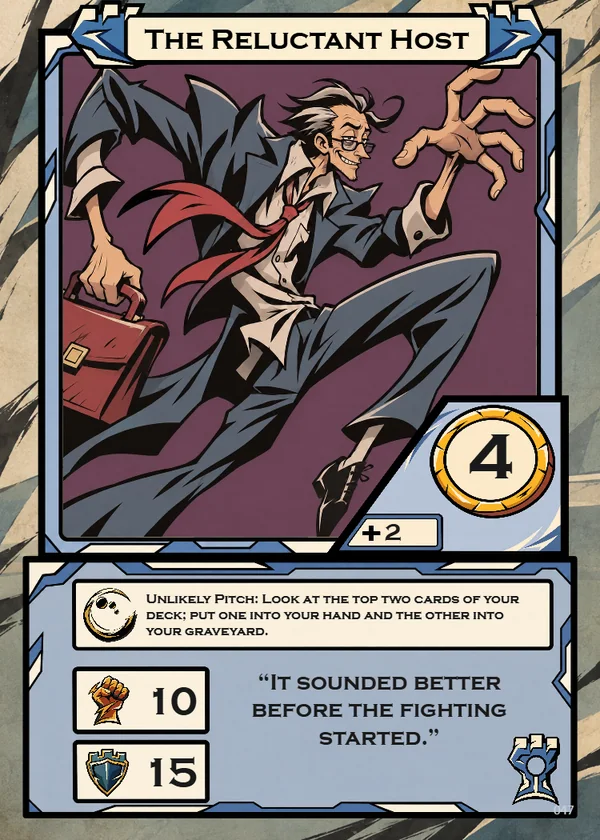 The Reluctant Host
4
+2
Unlikely Pitch: Look at the top two cards of your
deck; put one into your hand and the other into
your graveyard.
10
15
“It sounded better
before the fighting
started.”
047